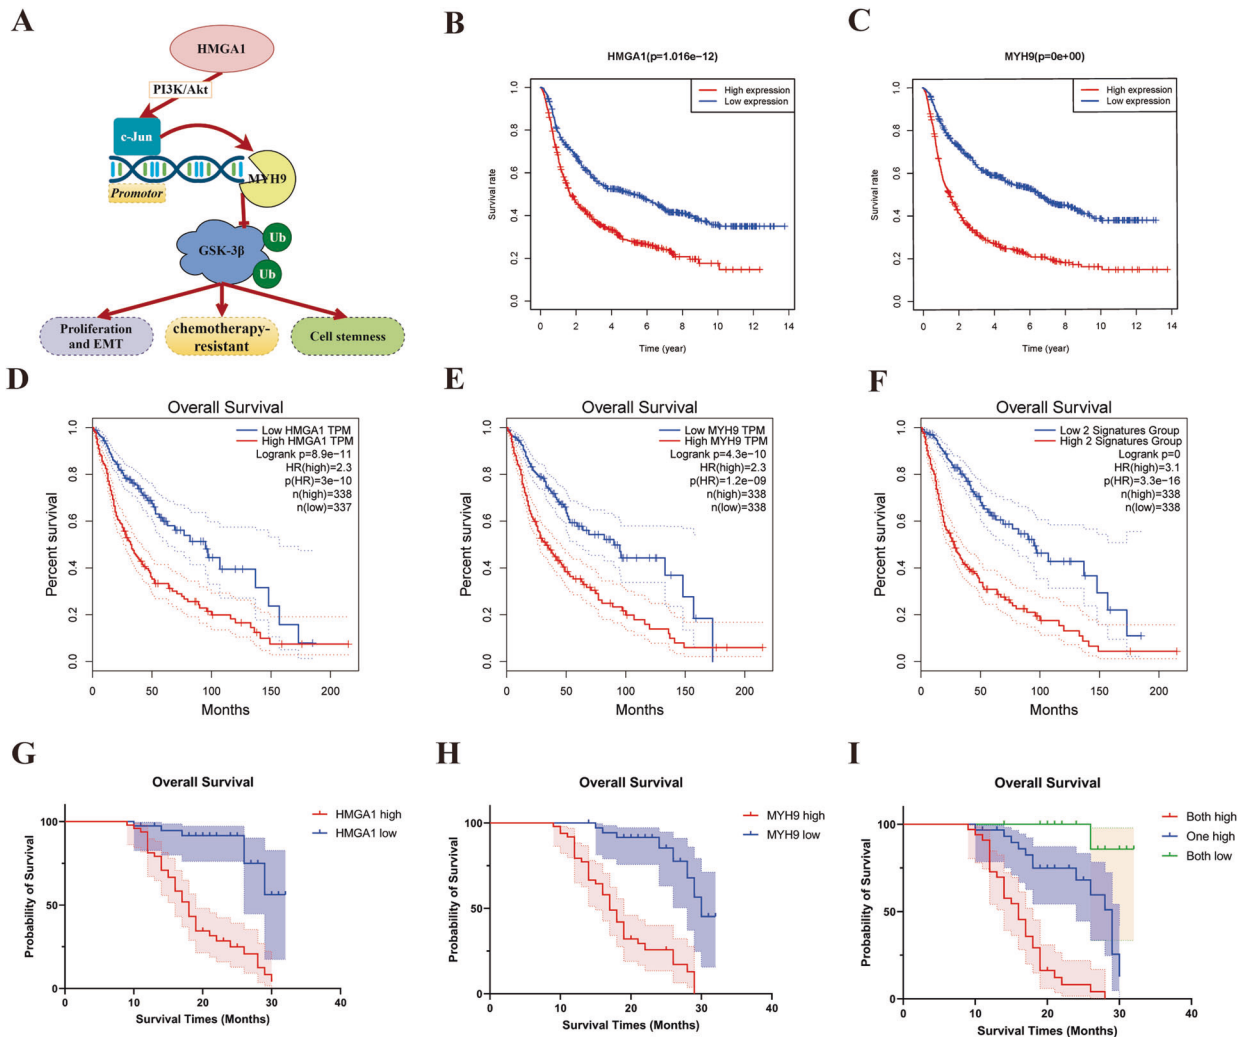 A
HMGA1
PI3K/Akt
c-Jun
MYH9
Promotor
GSK-3β
Ub
Ub
Proliferation
and EMT
chemotherapy-
resistant
Cell stemness
B
HMGA1(p=1.016e−12)
High expression
Low expression
Survival rate
1.0
0.8
0.6
0.4
0.2
0.0
0 2 4 6 8 10 12 14
Time (year)
C
MYH9(p=0e+00)
High expression
Low expression
Survival rate
1.0
0.8
0.6
0.4
0.2
0.0
0 2 4 6 8 10 12 14
Time (year)
D
Overall Survival
Low HMGA1 TPM
High HMGA1 TPM
Logrank p=8.9e−11
HR(high)=2.3
p(HR)=3e−10
n(high)=338
n(low)=337
Percent survival
1.0
0.8
0.6
0.4
0.2
0.0
0 50 100 150 200
Months
E
Overall Survival
Low MYH9 TPM
High MYH9 TPM
Logrank p=4.3e−10
HR(high)=2.3
p(HR)=1.2e−09
n(high)=338
n(low)=338
Percent survival
1.0
0.8
0.6
0.4
0.2
0.0
0 50 100 150 200
Months
F
Overall Survival
Low 2 Signatures Group
High 2 Signatures Group
Logrank p=0
HR(high)=3.1
p(HR)=3.3e−16
n(high)=338
n(low)=338
Percent survival
1.0
0.8
0.6
0.4
0.2
0.0
0 50 100 150 200
Months
G
Overall Survival
HMGA1 high
HMGA1 low
Probability of Survival
100
50
0
0 10 20 30 40
Survival Times (Months)
H
Overall Survival
MYH9 high
MYH9 low
Probability of Survival
100
50
0
0 10 20 30 40
Survival Times (Months)
I
Overall Survival
Both high
One high
Both low
Probability of Survival
100
50
0
0 10 20 30 40
Survival Times (Months)